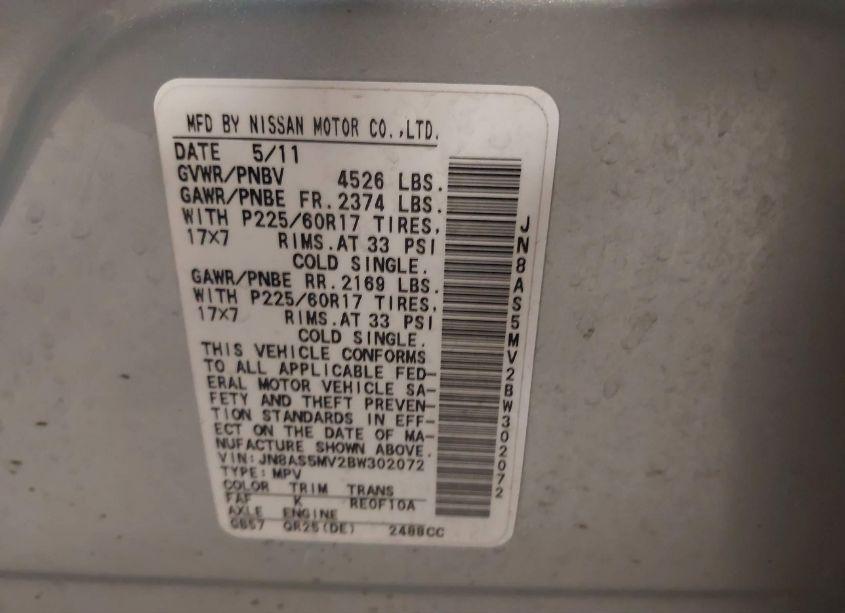 MFD BY NISSAN MOTOR CO.,LTD.
DATE 5/11
GVWR/PNBV 4526 LBS.
GAWR/PNBE FR. 2374 LBS.
WITH P225/60R17 TIRES,
17X7 RIMS. AT 33 PSI
COLD SINGLE.
GAWR/PNBE RR. 2169 LBS.
WITH P225/60R17 TIRES,
17X7 RIMS. AT 33 PSI
COLD SINGLE.
THIS VEHICLE CONFORMS
TO ALL APPLICABLE FED-
ERAL MOTOR VEHICLE SA-
FETY AND THEFT PREVEN-
TION STANDARDS IN EFF-
ECT ON THE DATE OF MA-
NUFACTURE SHOWN ABOVE.
VIN:JN8AS5MV2BW302072
TYPE:MPV
COLOR TRIM TRANS
FAF K RE0F10A
AXLE ENGINE
GB57 QR25(DE) 2488CC
JN8AS5MV2BW302072